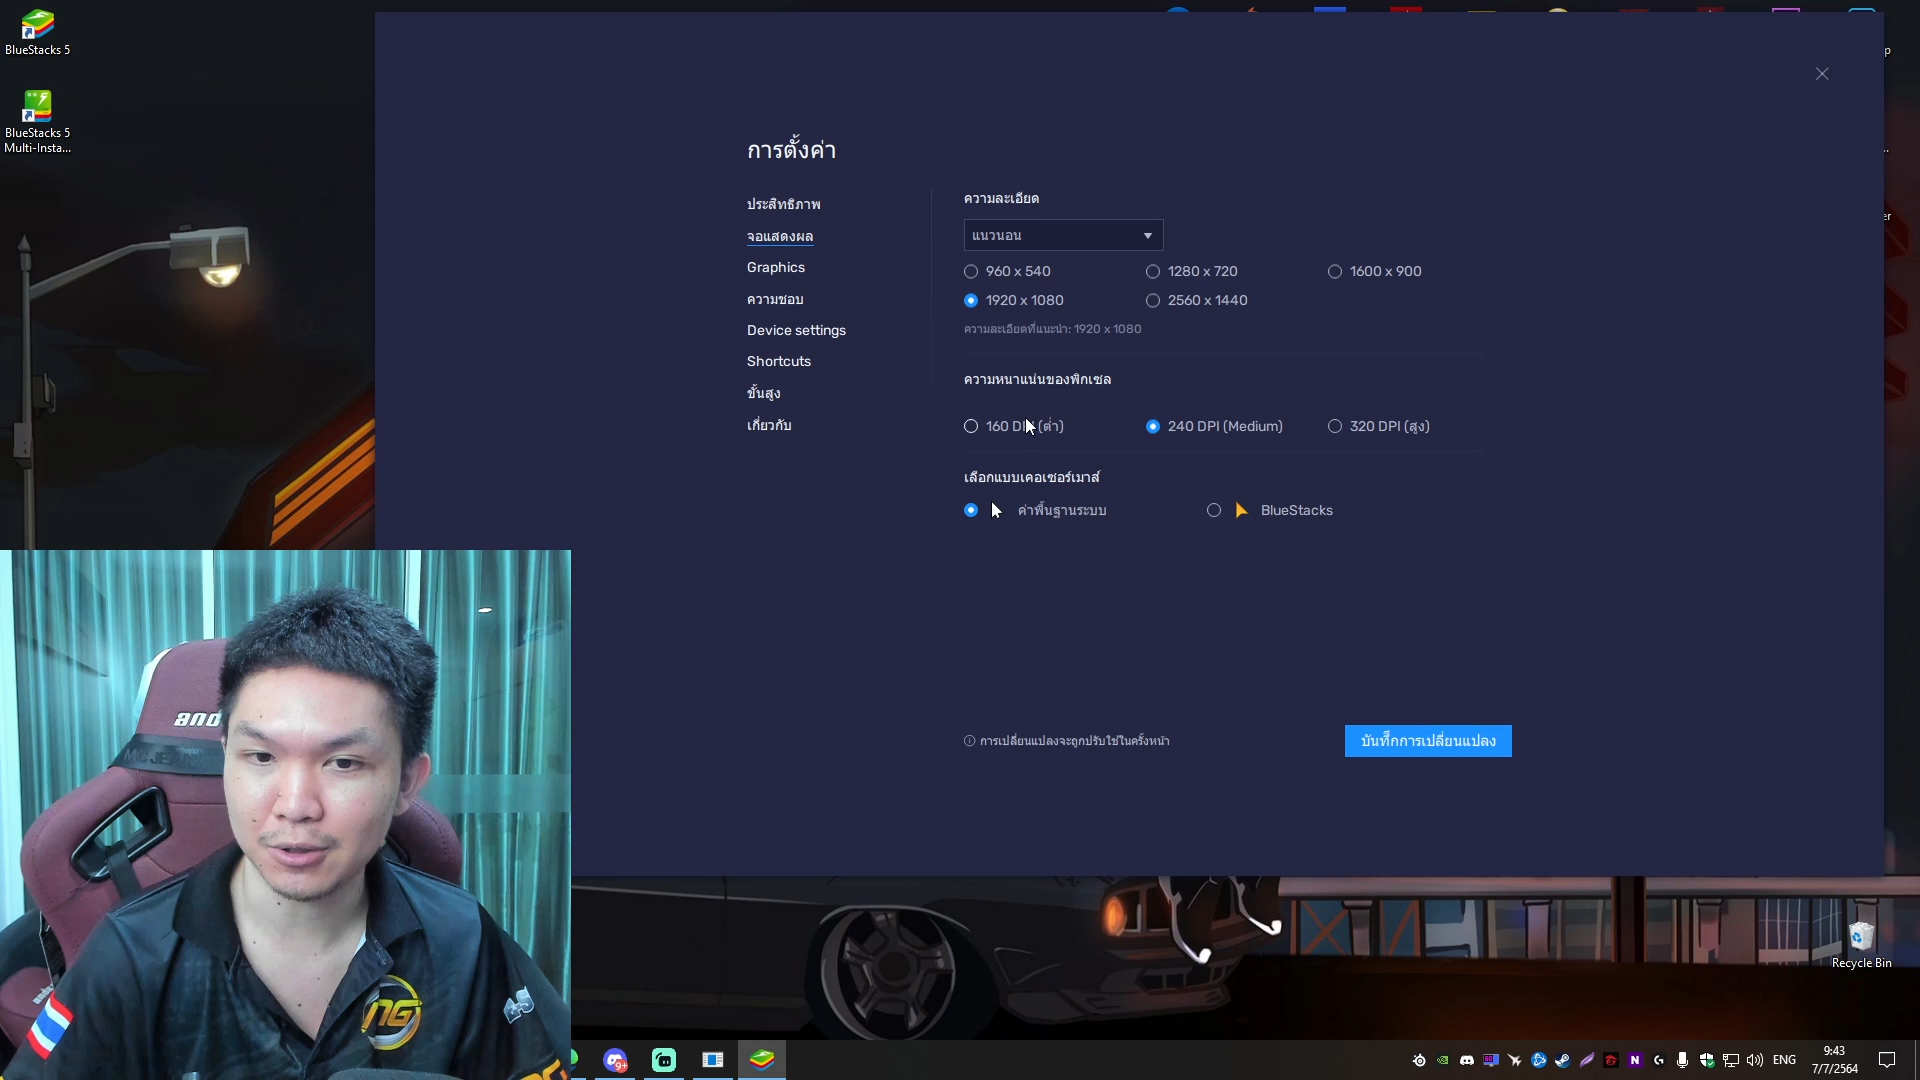 BlueStacks 5
BlueStacks 5
Multi-Insta...
การตั้งค่า
ประสิทธิภาพ
จอแสดงผล
Graphics
ความชอบ
Device settings
Shortcuts
ขั้นสูง
เกี่ยวกับ
ความละเอียด
แนวนอน
960 x 540
1280 x 720
1600 x 900
1920 x 1080
2560 x 1440
ความละเอียดที่แนะนำ: 1920 x 1080
ความหนาแน่นของพิกเซล
160 DPI (ต่ำ)
240 DPI (Medium)
320 DPI (สูง)
เลือกแบบเคอเซอร์เมาส์
ค่าพื้นฐานระบบ
BlueStacks
การเปลี่ยนแปลงจะถูกปรับใช้ในครั้งหน้า
บันทึกการเปลี่ยนแปลง
and
NG
Recycle Bin
9+
N
ENG
9:43
7/7/2564